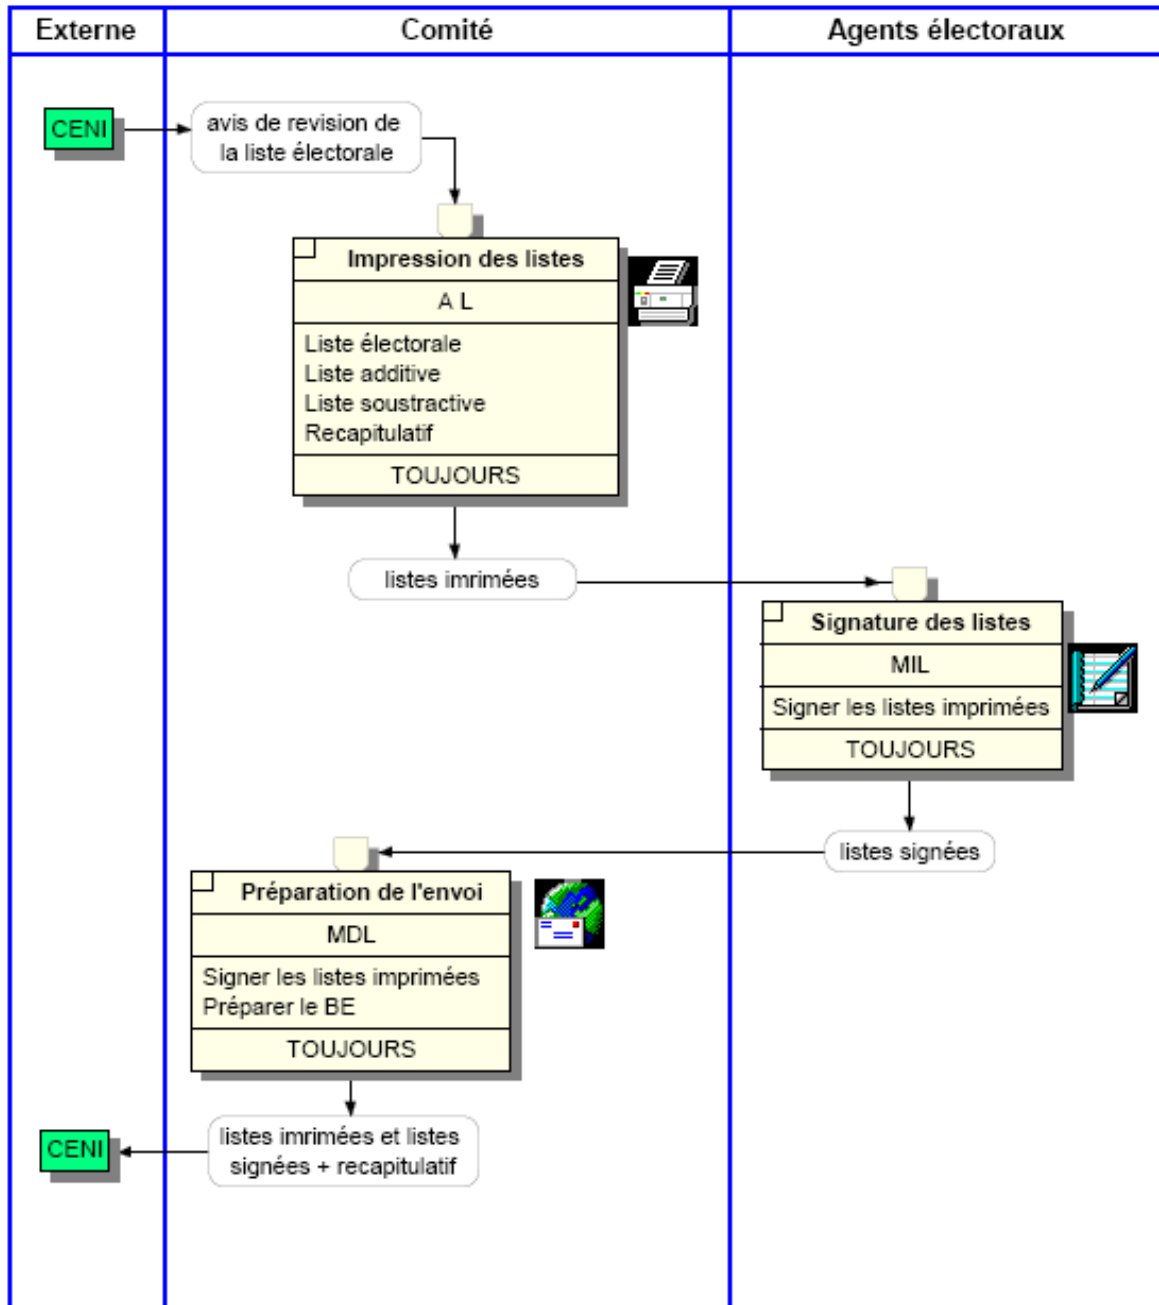 Externe
Comité
Agents électoraux
CENI
avis de revision de
la liste électorale
Impression des listes
A L
Liste électorale
Liste additive
Liste soustractive
Recapitulatif
TOUJOURS
listes imrimées
Signature des listes
MIL
Signer les listes imprimées
TOUJOURS
listes signées
Préparation de l'envoi
MDL
Signer les listes imprimées
Préparer le BE
TOUJOURS
CENI
listes imrimées et listes
signées + recapitulatif